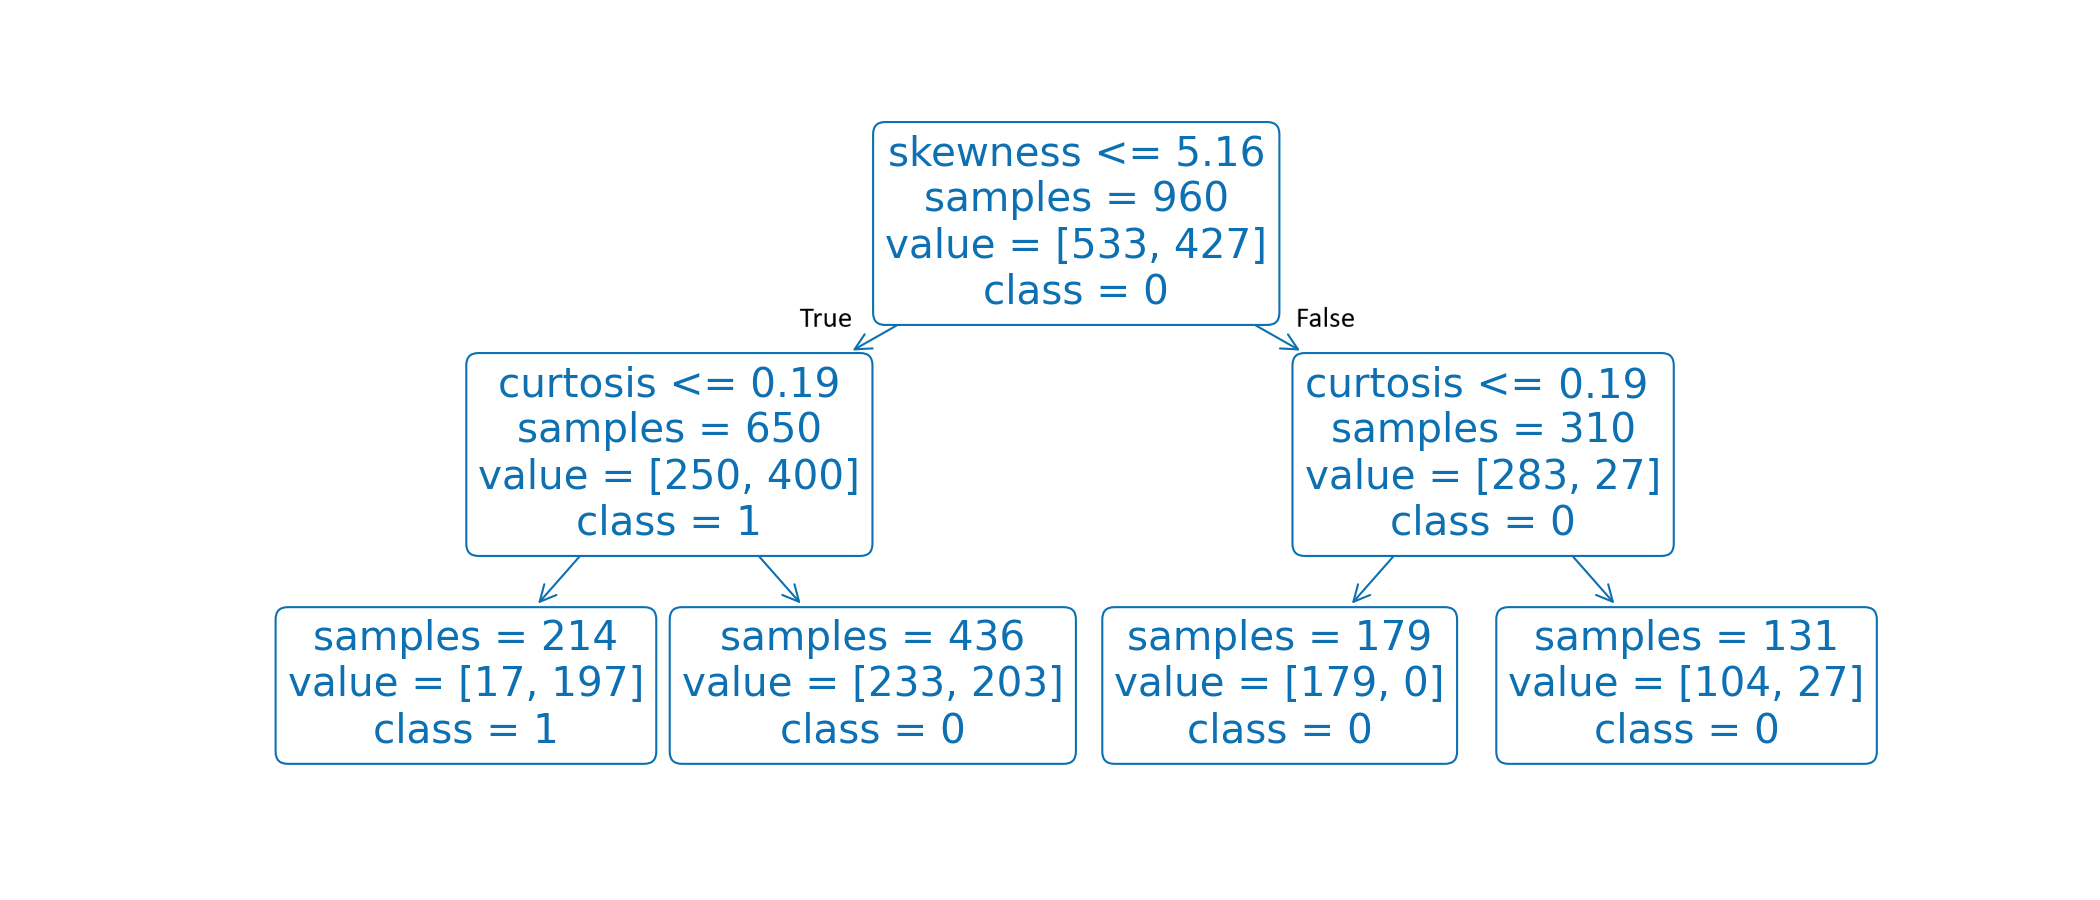 skewness <= 5.16
samples = 960
value = [533, 427]
class = 0
True
False
curtosis <= 0.19
samples = 650
value = [250, 400]
class = 1
curtosis <= 0.19
samples = 310
value = [283, 27]
class = 0
samples = 214
value = [17, 197]
class = 1
samples = 436
value = [233, 203]
class = 0
samples = 179
value = [179, 0]
class = 0
samples = 131
value = [104, 27]
class = 0